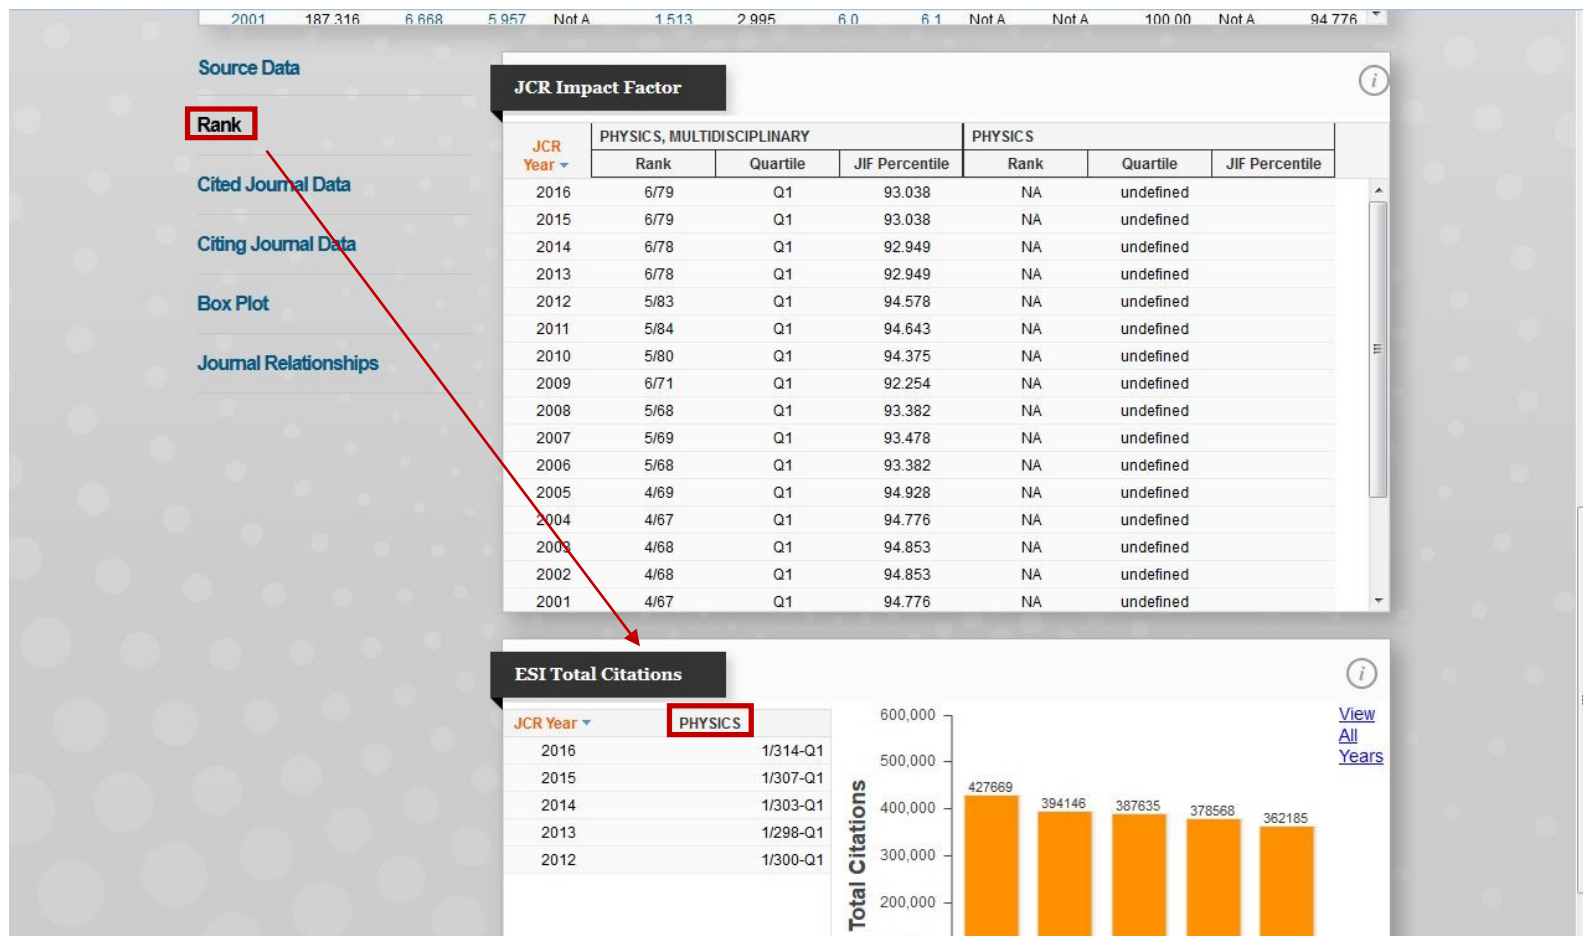 2001 187.316 6.668 5.957 Not A 1.513 2.995 6.0 6.1 Not A Not A 100.00 Not A 94.776
Source Data
Rank
Cited Journal Data
Citing Journal Data
Box Plot
Journal Relationships
JCR Impact Factor
JCR Year PHYSICS, MULTIDISCIPLINARY PHYSICS
Rank Quartile JIF Percentile Rank Quartile JIF Percentile
2016 6/79 Q1 93.038 NA undefined
2015 6/79 Q1 93.038 NA undefined
2014 6/78 Q1 92.949 NA undefined
2013 6/78 Q1 92.949 NA undefined
2012 5/83 Q1 94.578 NA undefined
2011 5/84 Q1 94.643 NA undefined
2010 5/80 Q1 94.375 NA undefined
2009 6/71 Q1 92.254 NA undefined
2008 5/68 Q1 93.382 NA undefined
2007 5/69 Q1 93.478 NA undefined
2006 5/68 Q1 93.382 NA undefined
2005 4/69 Q1 94.928 NA undefined
2004 4/67 Q1 94.776 NA undefined
2003 4/68 Q1 94.853 NA undefined
2002 4/68 Q1 94.853 NA undefined
2001 4/67 Q1 94.776 NA undefined
ESI Total Citations
JCR Year PHYSICS
2016 1/314-Q1
2015 1/307-Q1
2014 1/303-Q1
2013 1/298-Q1
2012 1/300-Q1
Total Citations
600,000
500,000
400,000
300,000
200,000
427669 394146 387635 378568 362185
View
All
Years